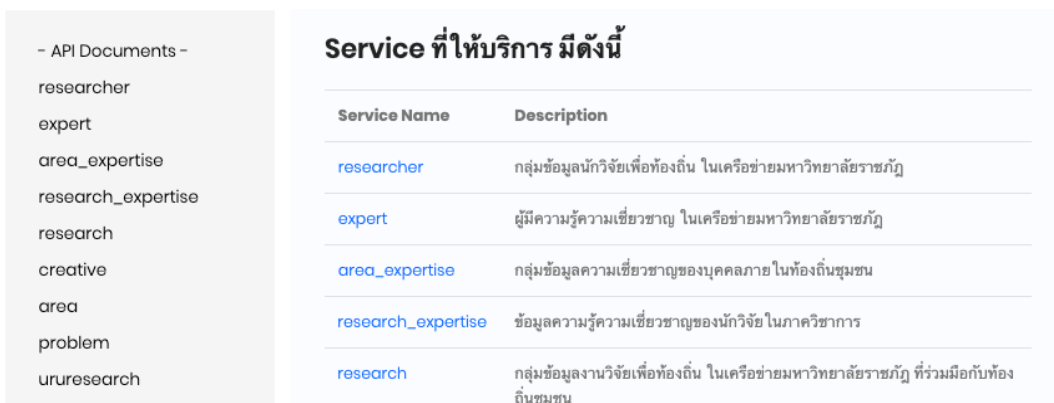 - API Documents -
researcher
expert
area_expertise
research_expertise
research
creative
area
problem
ururesearch
Service ที่ให้บริการ มีดังนี้
Service Name Description
researcher กลุ่มข้อมูลนักวิจัยเพื่อท้องถิ่น ในเครือข่ายมหาวิทยาลัยราชภัฏ
expert ผู้มีความรู้ความเชี่ยวชาญ ในเครือข่ายมหาวิทยาลัยราชภัฏ
area_expertise กลุ่มข้อมูลความเชี่ยวชาญของบุคคลภายในท้องถิ่นชุมชน
research_expertise ข้อมูลความรู้ความเชี่ยวชาญของนักวิจัยในภาควิชาการ
research กลุ่มข้อมูลงานวิจัยเพื่อท้องถิ่น ในเครือข่ายมหาวิทยาลัยราชภัฏ ที่ร่วมมือกับท้อง
ถิ่นชุมชน